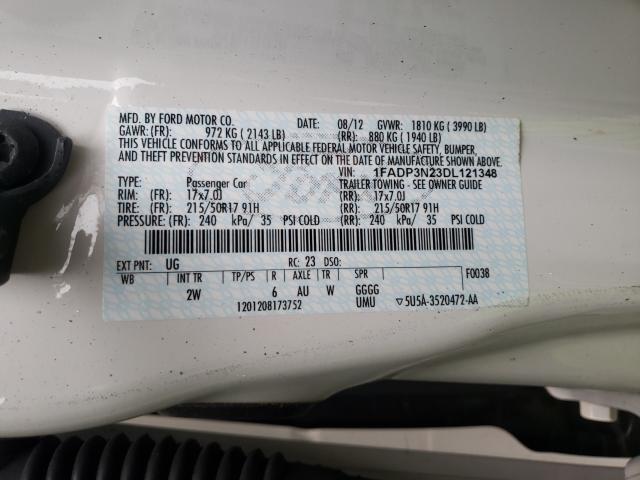 MFD. BY FORD MOTOR CO. DATE: 08/12 GVWR: 1810 KG ( 3990 LB)
GAWR: (FR): 972 KG ( 2143 LB) (RR): 880 KG ( 1940 LB)
THIS VEHICLE CONFORMS TO ALL APPLICABLE FEDERAL MOTOR VEHICLE SAFETY, BUMPER,
AND THEFT PREVENTION STANDARDS IN EFFECT ON THE DATE OF MANUFACTURE SHOWN ABOVE.
VIN: 1FADP3N23DL121348
TYPE: Passenger Car TRAILER TOWING - SEE OWNER GUIDE
RIM: (FR) 17x7.0J (RR): 17x7.0J
TIRE: (FR) 215/50R17 91H (RR): 215/50R17 91H
PRESSURE: (FR) 240 kPa/ 35 PSI COLD (RR): 240 kPa/ 35 PSI COLD
EXT PNT: UG RC: 23 DSO: F0038
WB INT TR TP/PS R AXLE TR SPR
2W 6 AU W GGGG
1201208173752 UMU ▽5U5A-3520472-AA